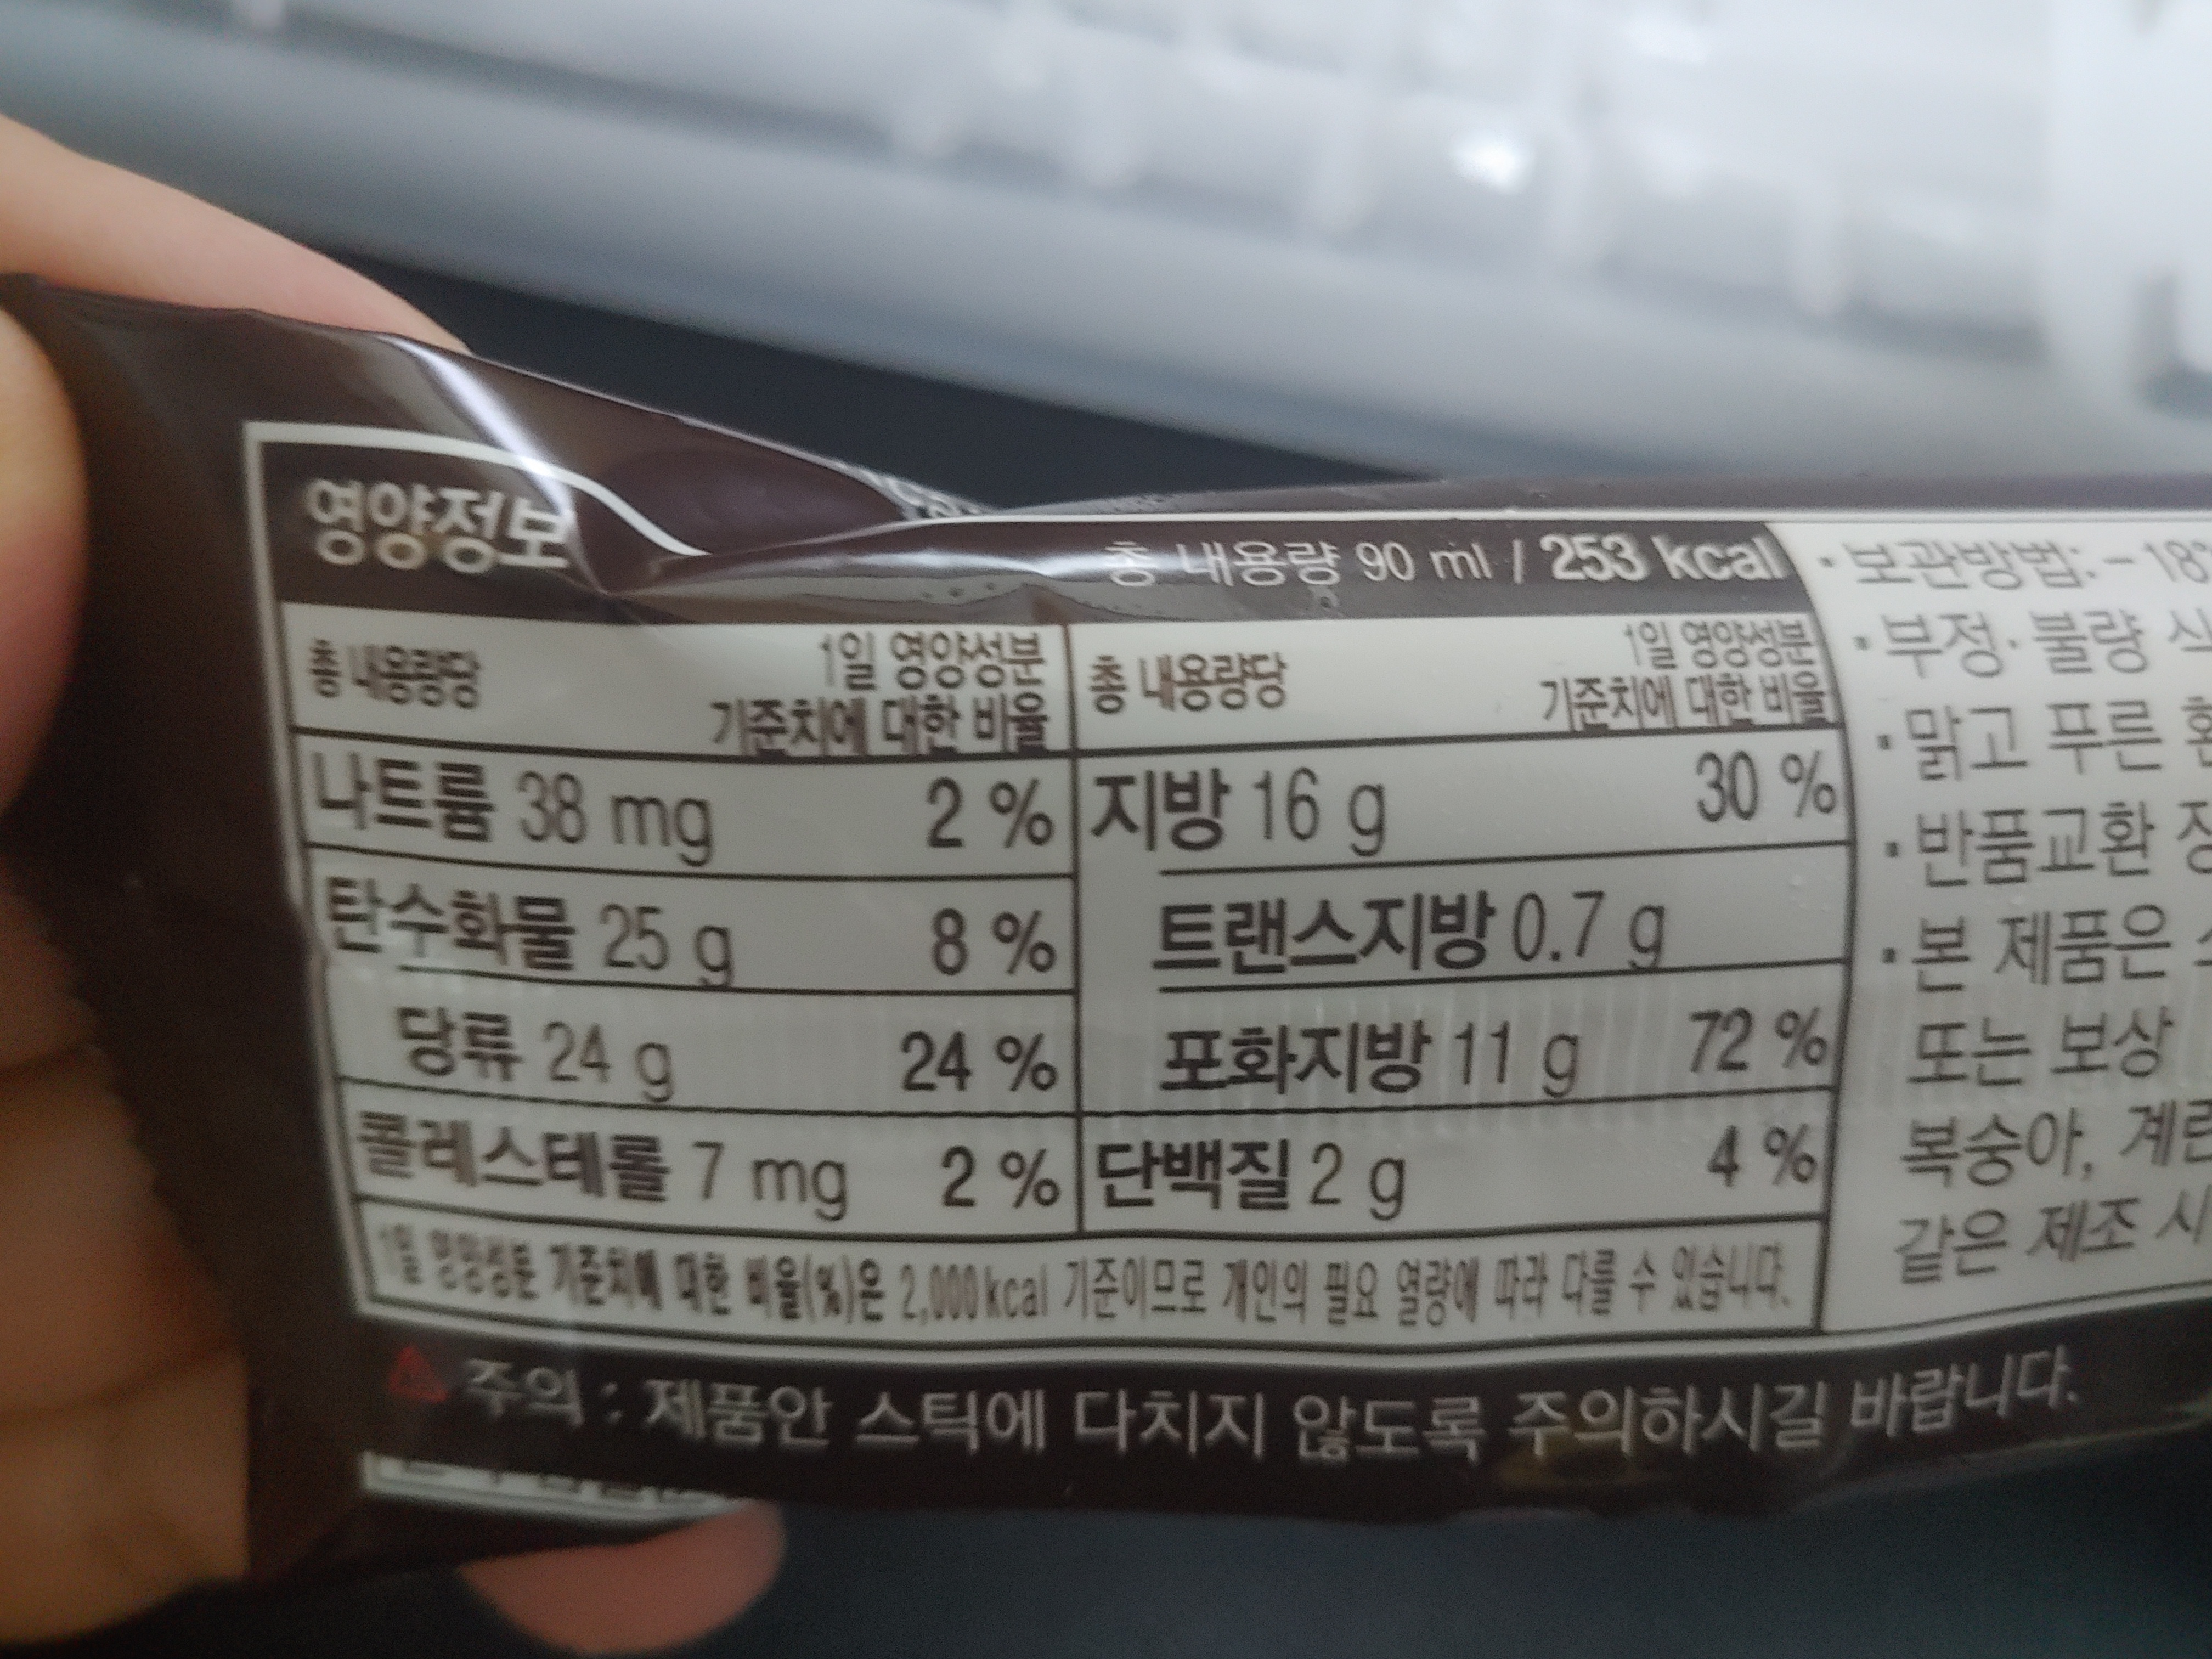 영양정보
총 내용량 90 ml / 253 kcal
총 내용량당 1일 영양성분 기준치에 대한 비율
총 내용량당 1일 영양성분 기준치에 대한 비율
나트륨 38 mg 2 %
지방 16 g 30 %
탄수화물 25 g 8 %
트랜스지방 0.7 g
당류 24 g 24 %
포화지방 11 g 72 %
콜레스테롤 7 mg 2 %
단백질 2 g 4 %
1일 영양성분 기준치에 대한 비율(%)은 2,000 kcal 기준이므로 개인의 필요 열량에 따라 다를 수 있습니다.
• 보관방법: - 18
• 부정·불량
• 맑고 푸른
• 반품교환
• 본 제품은
또는 보상
복숭아,
같은 제조
주의 : 제품안 스틱에 다치지 않도록 주의하시길 바랍니다.